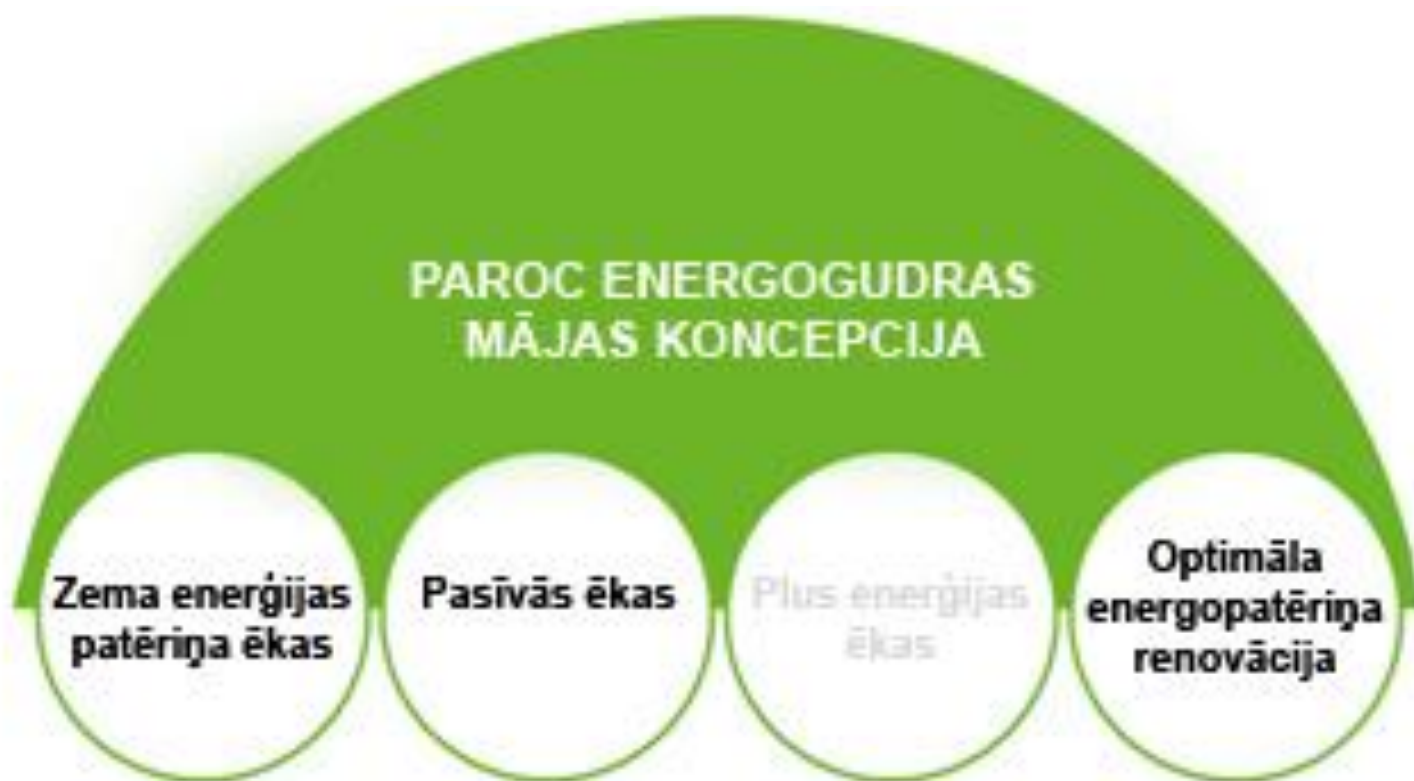 PAROC ENERGOGUDRAS
MĀJAS KONCEPCIJA
Zema enerģijas
patēriņa ēkas
Pasīvās ēkas
Plus enerģijas
ēkas
Optimāla
energopatēriņa
renovācija